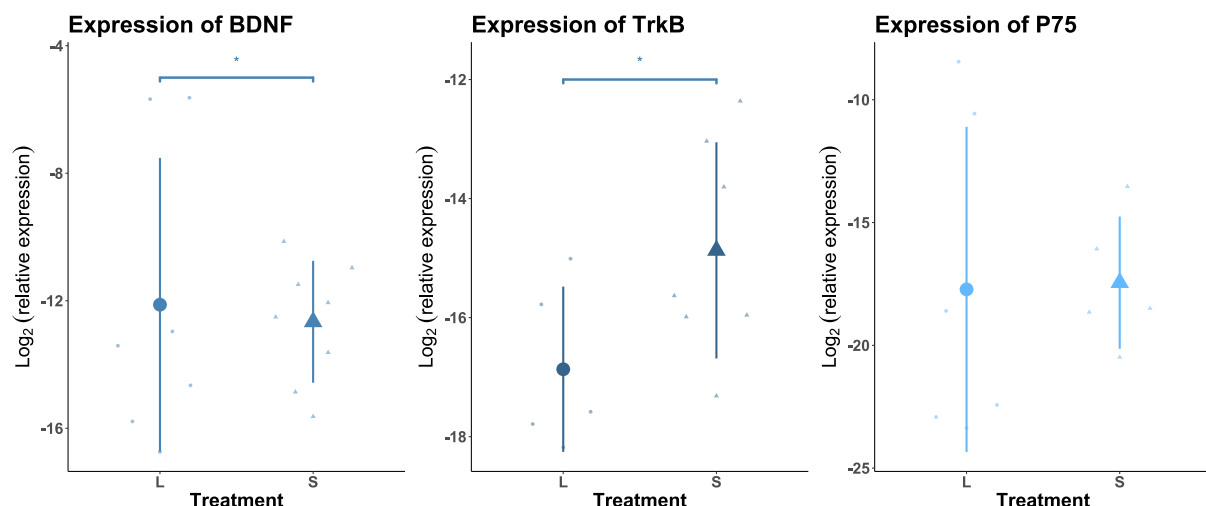 Expression of BDNF
*
-4
-8
-12
-16
Log2 (relative expression)
L
S
Treatment
Expression of TrkB
*
-12
-14
-16
-18
Log2 (relative expression)
L
S
Treatment
Expression of P75
-10
-15
-20
-25
Log2 (relative expression)
L
S
Treatment